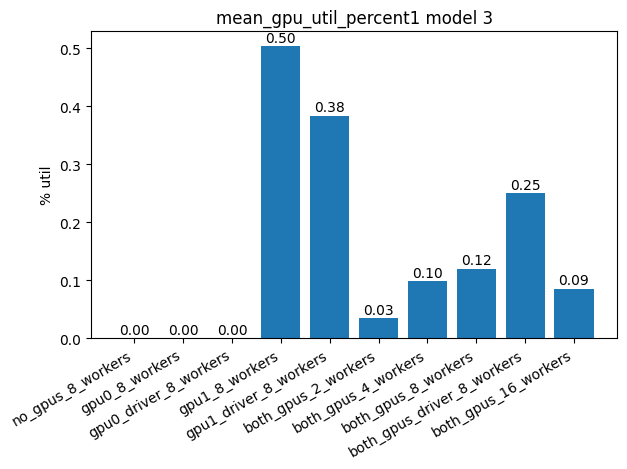 mean_gpu_util_percent1 model 3
% util
0.5
0.4
0.3
0.2
0.1
0.0
0.00
0.00
0.00
0.50
0.38
0.03
0.10
0.12
0.25
0.09
no_gpus_8_workers
gpu0_8_workers
gpu0_driver_8_workers
gpu1_8_workers
gpu1_driver_8_workers
both_gpus_2_workers
both_gpus_4_workers
both_gpus_8_workers
both_gpus_driver_8_workers
both_gpus_16_workers